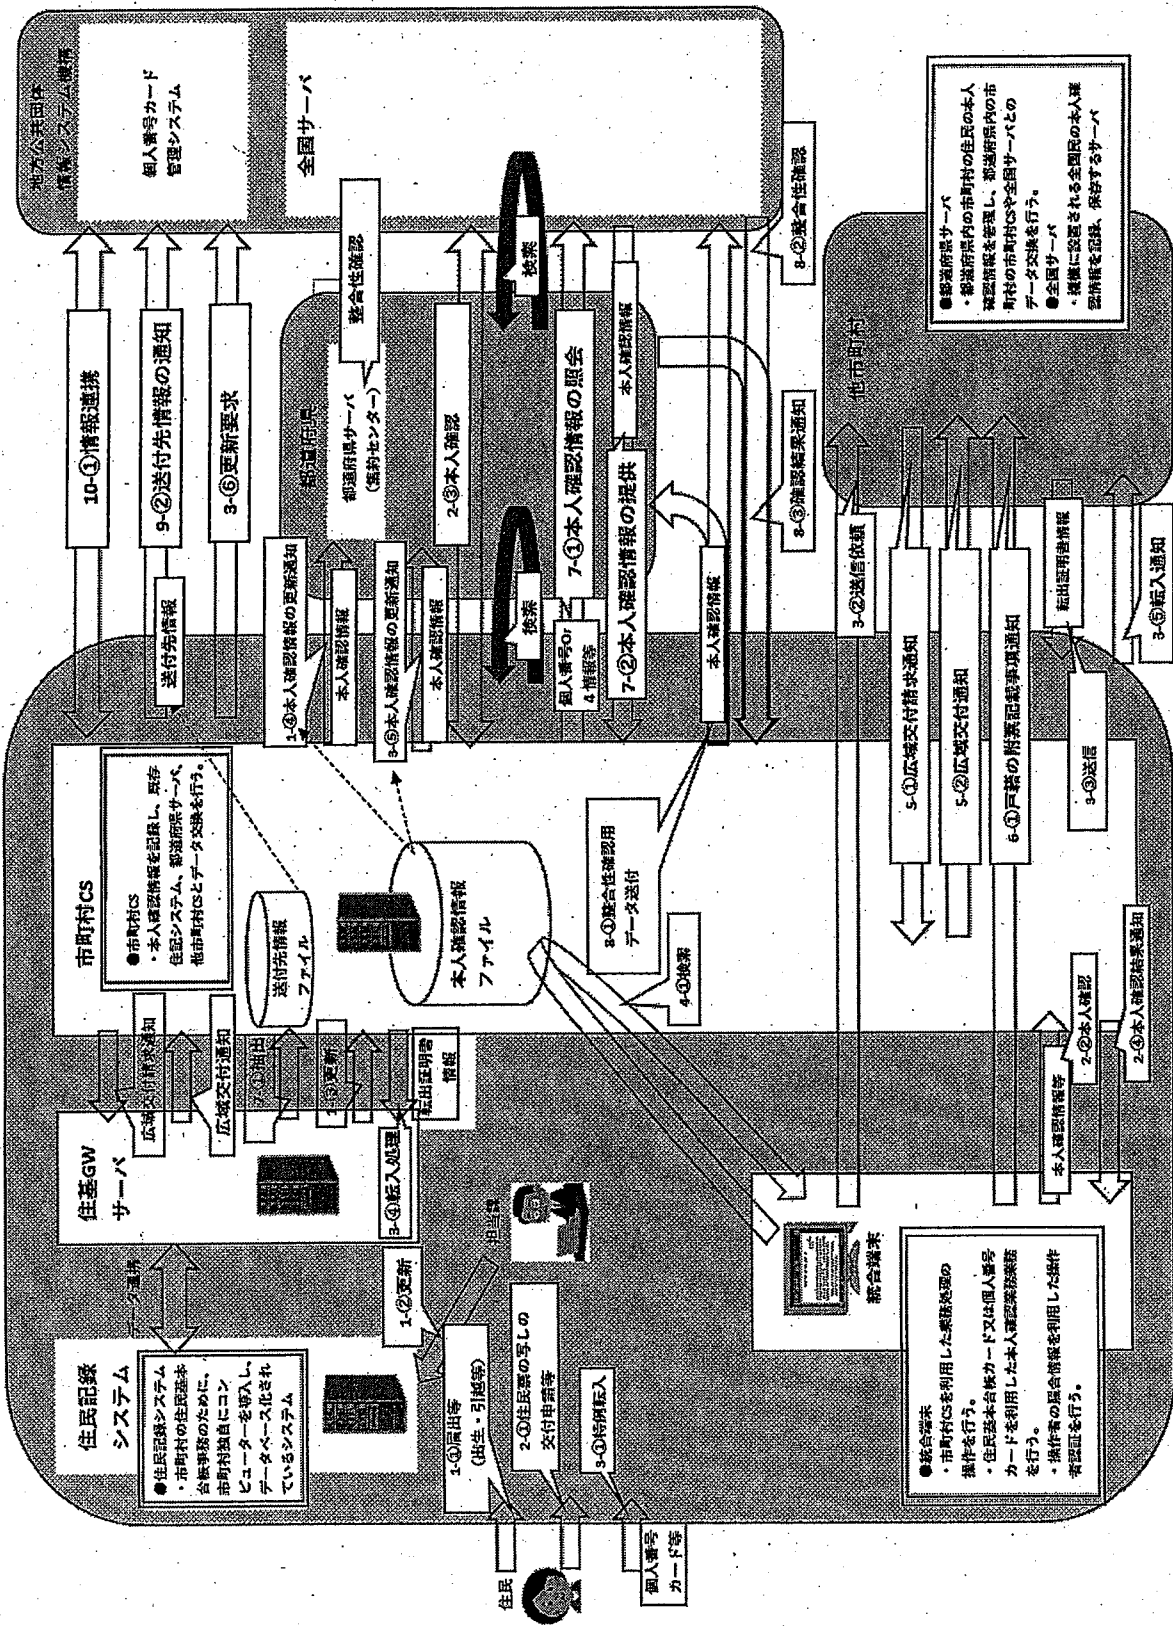 地方公共団体
情報システム機構
個人番号カード
管理システム
全国サーバ
10-①情報連携
9-②送付先情報の通知
3-⑥更新要求
送付先情報
都道府県
都道府県サーバ
(集約センター)
整合性確認
1-④本人確認情報の更新通知
本人確認情報
3-⑤本人確認情報の更新通知
本人確認情報
2-③本人確認
検索
検索
7-①本人確認情報の照会
個人番号Or
4情報等
7-②本人確認情報の提供
本人確認情報
本人確認情報
8-②整合性確認
8-③確認結果通知
市町村CS
●市町村CS
・本人確認情報を記録し、既存
住記システム、都道府県サーバ、
他市町村CSとデータ交換を行う。
送付先情報
ファイル
本人確認情報
ファイル
8-①整合性確認用
データ送付
4-①検索
住基GW
サーバ
広域交付請求通知
広域交付通知
抽出
更新
3-④転入処理
転出証明書
情報
データ連携
住民記録
システム
●住民記録システム
・市町村の住民基本
台帳事務のために、
市町村独自にコン
ピューターを導入し、
データベース化され
ているシステム
1-②更新
担当課
1-①届出等
(出生・引越等)
2-①住民票の写しの
交付申請等
3-①特例転入
住民
個人番号
カード等
統合端末
●統合端末
・市町村CSを利用した業務処理の
操作を行う。
・住民基本台帳カード又は個人番号
カードを利用した本人確認業務業務
を行う。
・操作者の照合情報を利用した操作
者認証を行う。
本人確認情報等
2-②本人確認
2-④本人確認結果通知
3-②送信依頼
5-①広域交付請求通知
5-②広域交付通知
6-①戸籍の附票記載事項通知
転出証明書情報
3-③送信
3-⑤転入通知
他市町村
●都道府県サーバ
・都道府県内の市町村の住民の本人
確認情報を管理し、都道府県内の市
町村の市町村CSや全国サーバとの
データ交換を行う。
●全国サーバ
・機構に設置される全国民の本人確
認情報を記録、保存するサーバ